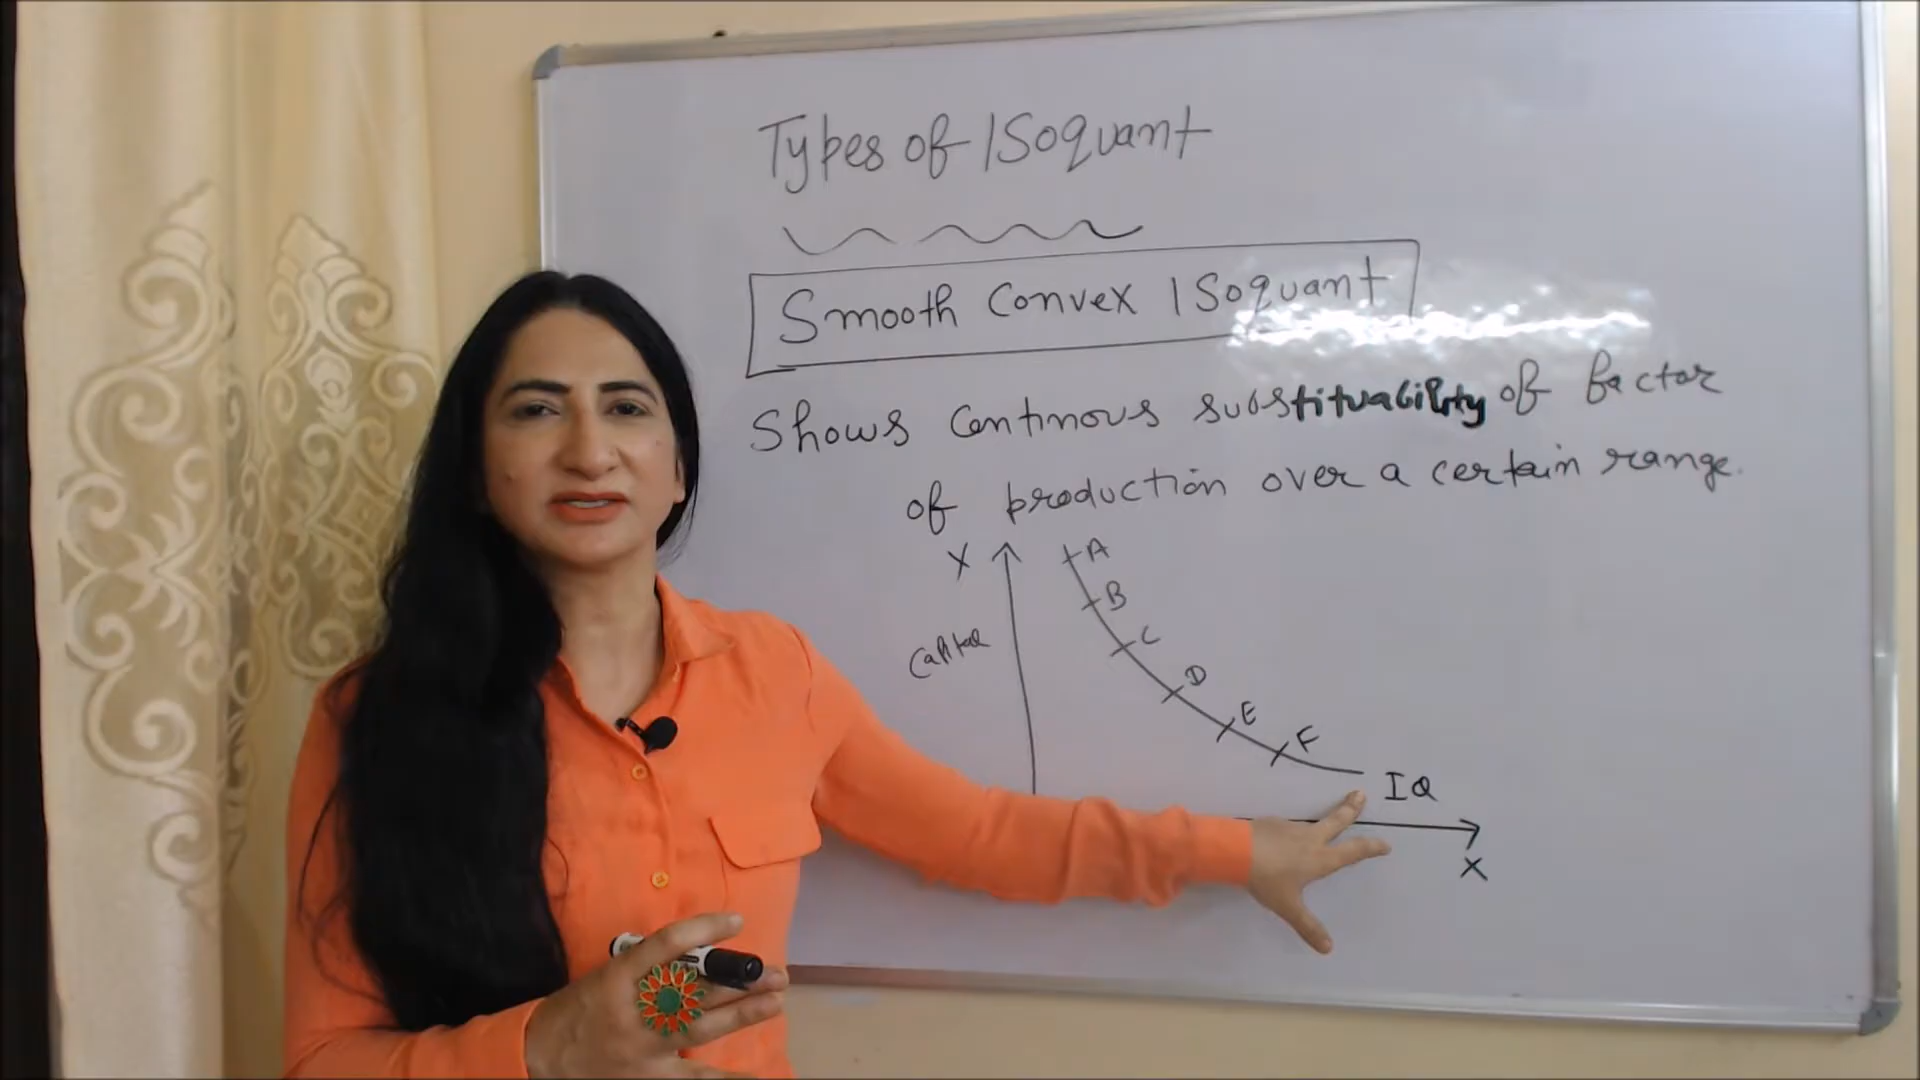 Types of ISoquant
Smooth Convex ISoquant
Shows Continous substituability of factor
of production over a certain range.
Y
A
B
C
Capital
D
E
F
IQ
X